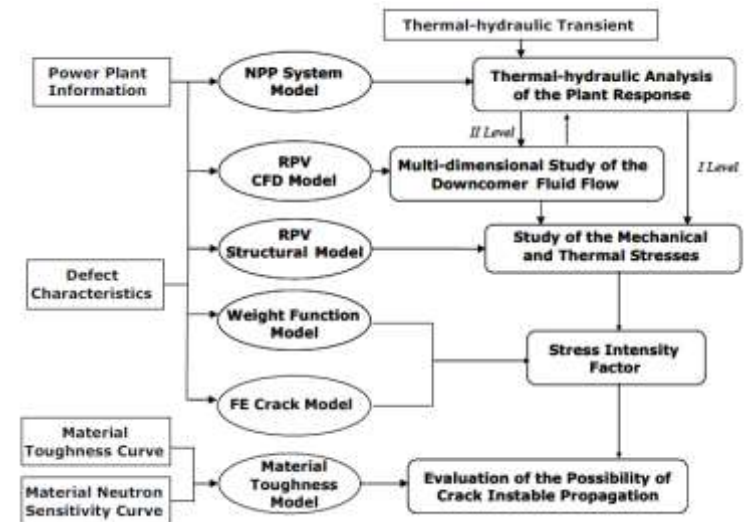 Thermal-hydraulic Transient
Power Plant
Information
NPP System
Model
Thermal-hydraulic Analysis
of the Plant Response
II Level
I Level
RPV
CFD Model
Multi-dimensional Study of the
Downcomer Fluid Flow
RPV
Structural Model
Study of the Mechanical
and Thermal Stresses
Defect
Characteristics
Weight Function
Model
Stress Intensity
Factor
FE Crack Model
Material
Toughness Curve
Material
Toughness
Model
Evaluation of the Possibility of
Crack Instable Propagation
Material Neutron
Sensitivity Curve